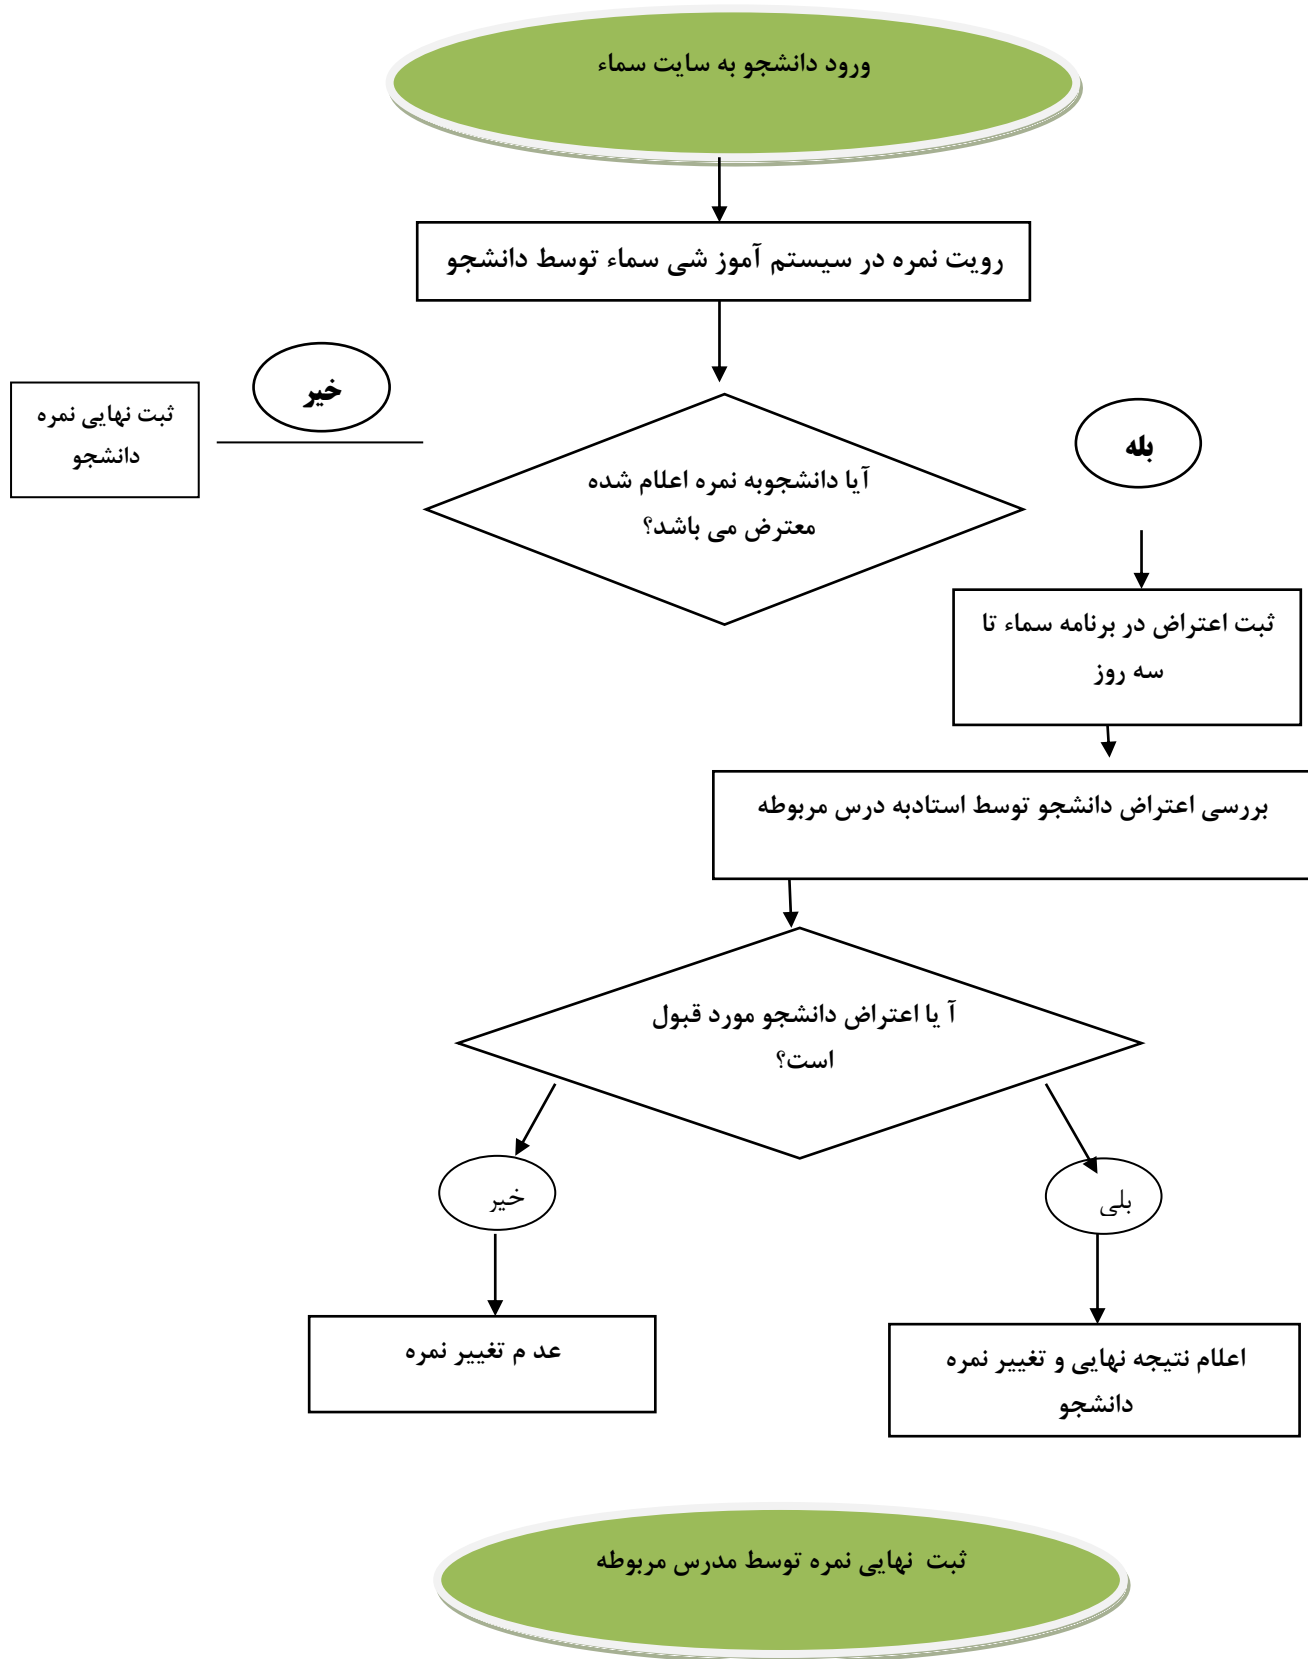 ورود دانشجو به سایت سماء
رویت نمره در سیستم آموز شی سماء توسط دانشجو
خیر
ثبت نهایی نمره
دانشجو
بله
آیا دانشجوبه نمره اعلام شده
معترض می باشد؟
ثبت اعتراض در برنامه سماء تا
سه روز
بررسی اعتراض دانشجو توسط استادبه درس مربوطه
آ یا اعتراض دانشجو مورد قبول
است؟
خیر
بلی
عد م تغییر نمره
اعلام نتیجه نهایی و تغییر نمره
دانشجو
ثبت نهایی نمره توسط مدرس مربوطه